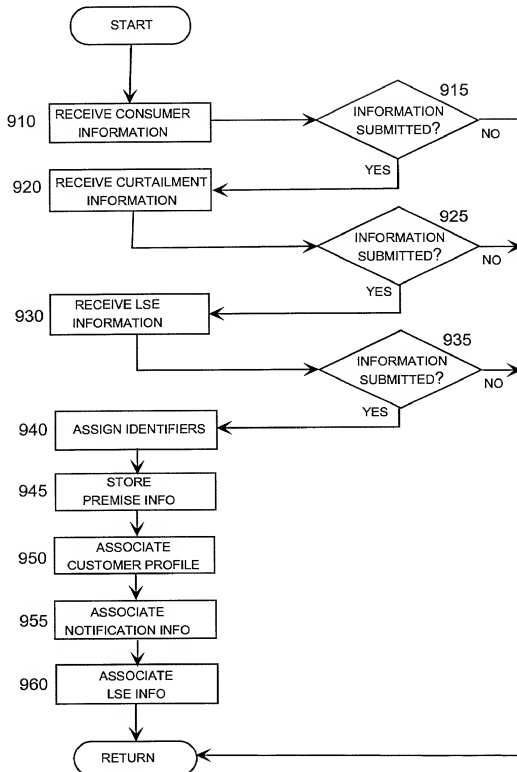 START
910
RECEIVE CONSUMER
INFORMATION
915
INFORMATION
SUBMITTED?
NO
YES
920
RECEIVE CURTAILMENT
INFORMATION
925
INFORMATION
SUBMITTED?
NO
YES
930
RECEIVE LSE
INFORMATION
935
INFORMATION
SUBMITTED?
NO
YES
940
ASSIGN IDENTIFIERS
945
STORE
PREMISE INFO
950
ASSOCIATE
CUSTOMER PROFILE
955
ASSOCIATE
NOTIFICATION INFO
960
ASSOCIATE
LSE INFO
RETURN